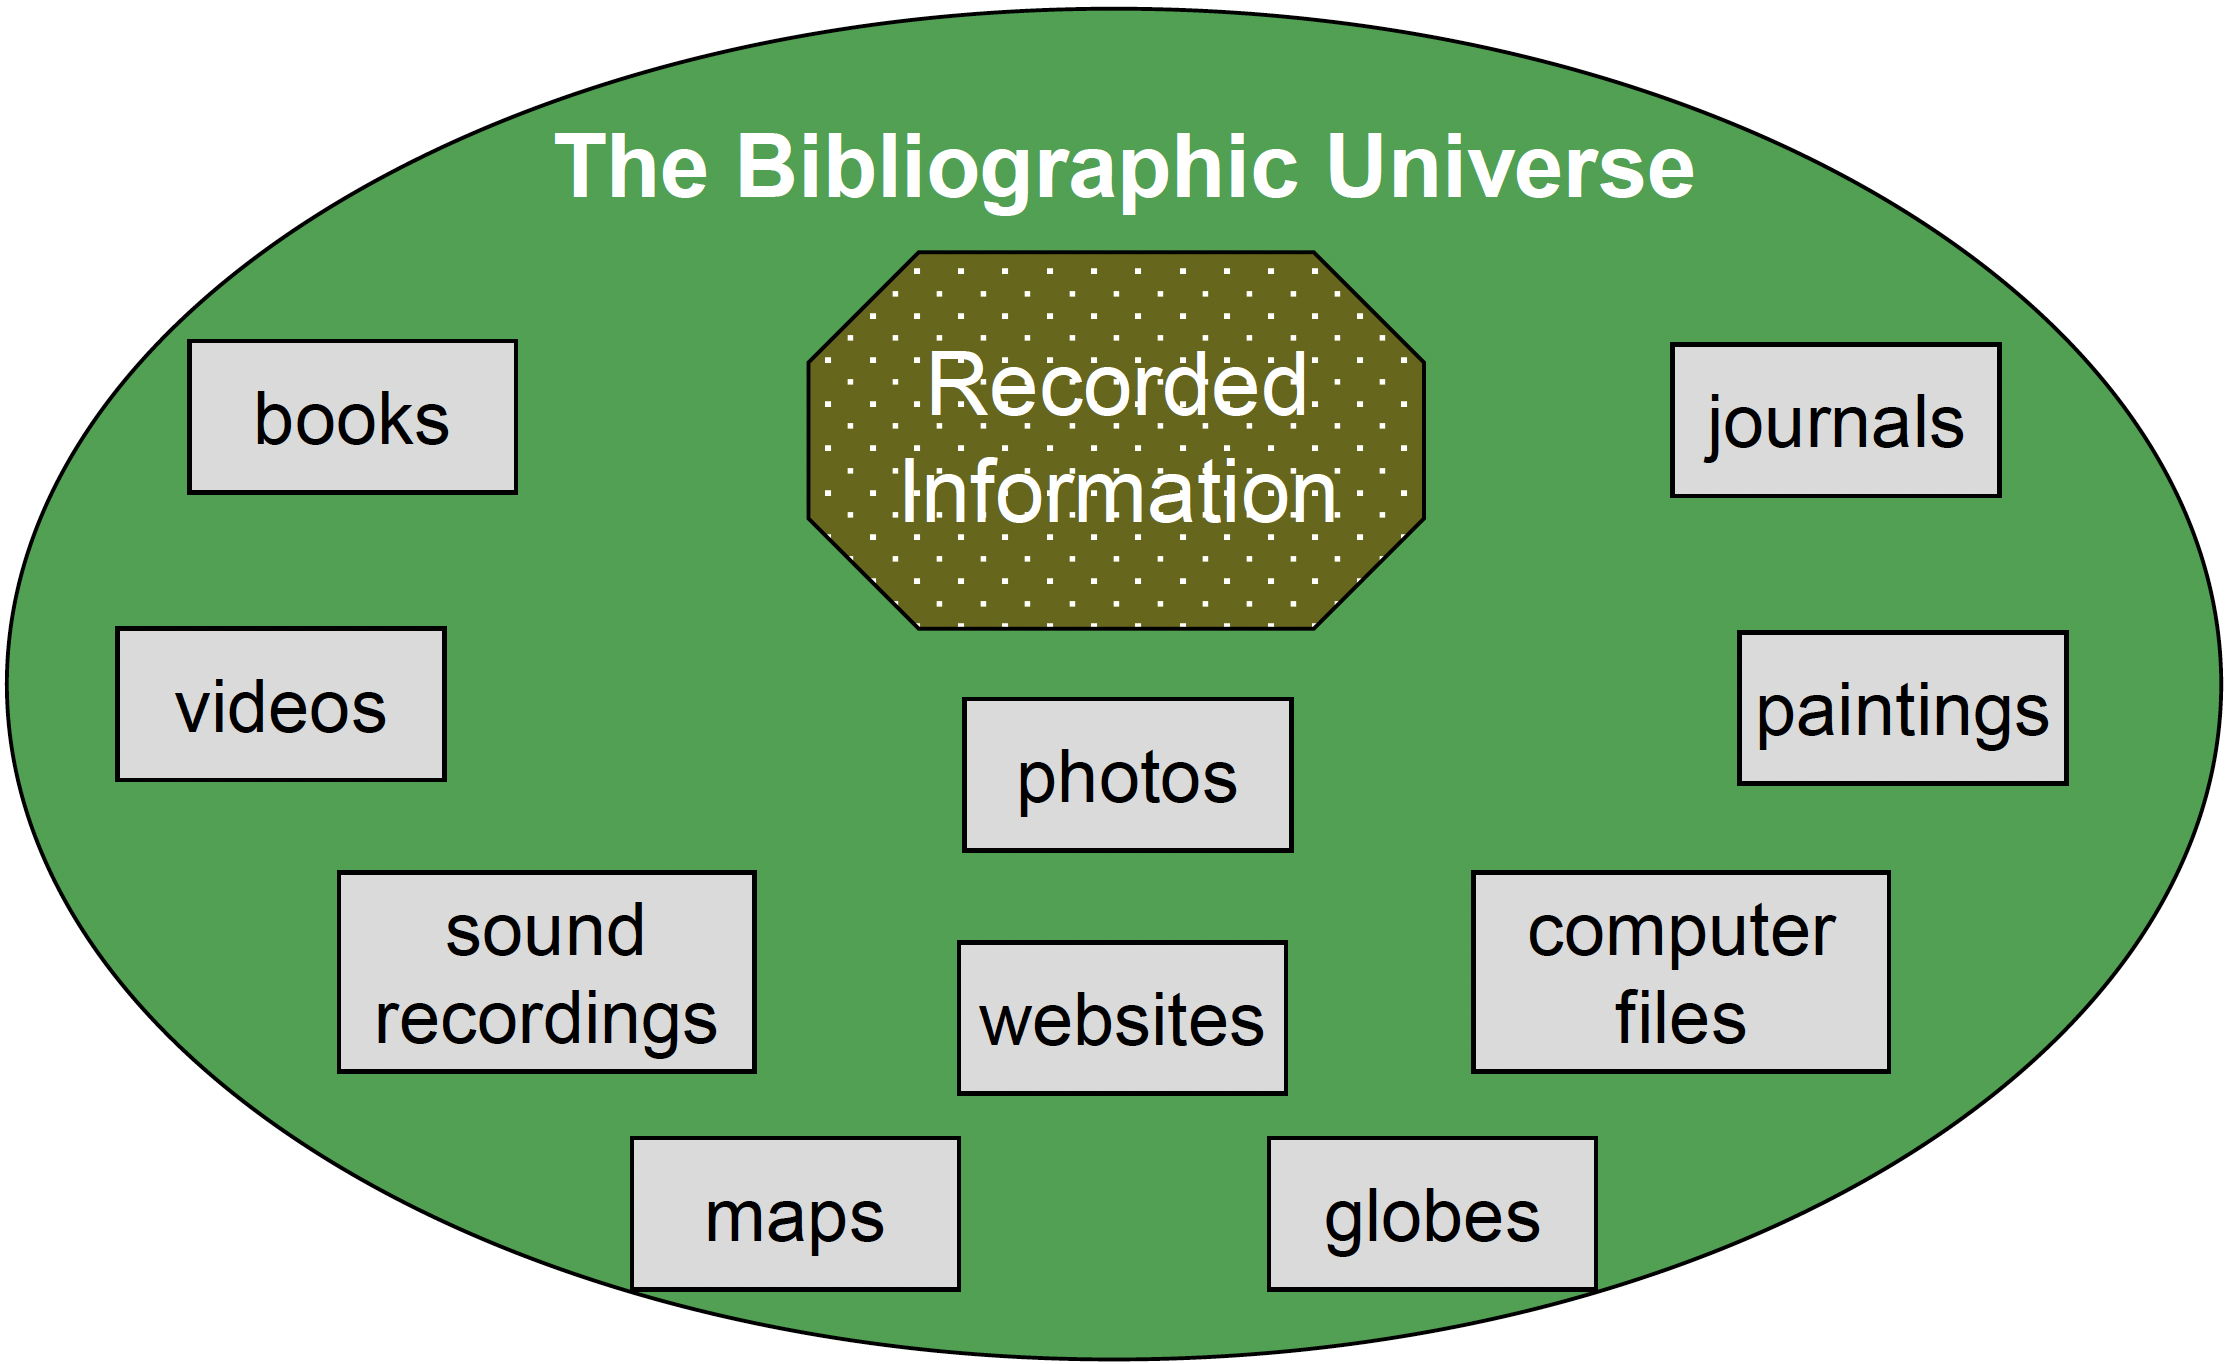 The Bibliographic Universe
Recorded
Information
books
journals
videos
paintings
photos
sound
recordings
websites
computer
files
maps
globes